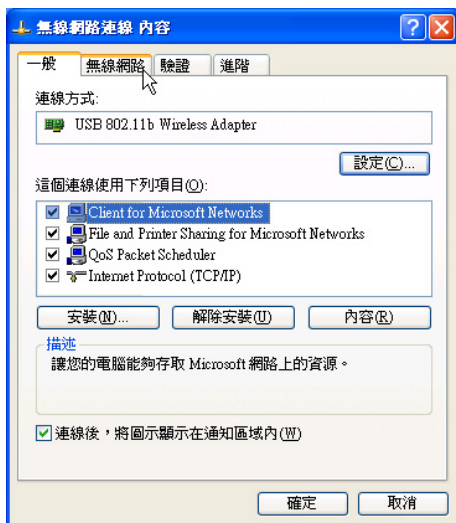 無線網路連線 內容
一般 無線網路 驗證 進階
連線方式:
USB 802.11b Wireless Adapter
設定(C)...
這個連線使用下列項目(O):
Client for Microsoft Networks
File and Printer Sharing for Microsoft Networks
QoS Packet Scheduler
Internet Protocol (TCP/IP)
安裝(N)... 解除安裝(U) 內容(R)
描述
讓您的電腦能夠存取 Microsoft 網路上的資源。
連線後，將圖示顯示在通知區域內(W)
確定 取消